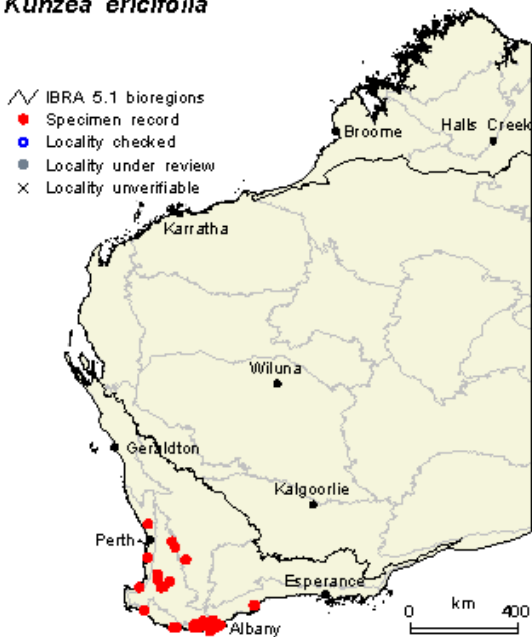 Kunzea ericifolia
IBRA 5.1 bioregions
Specimen record
Locality checked
Locality under review
Locality unverifiable
Broome
Halls Creek
Karratha
Wiluna
Geraldton
Kalgoorlie
Perth
Esperance
Albany
km
0 400